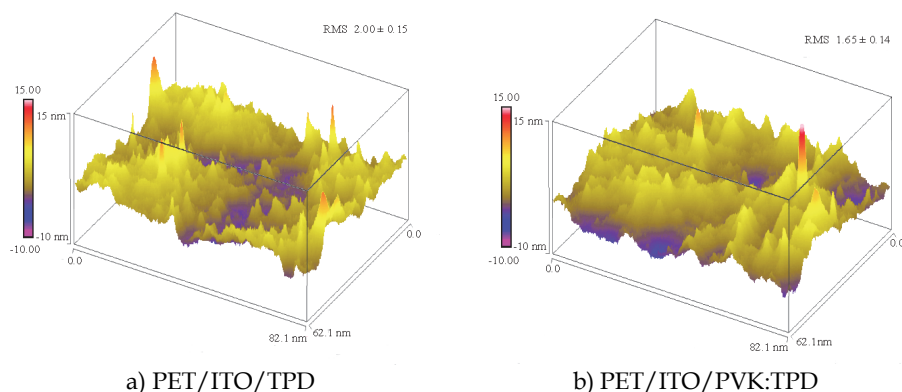 RMS 2.00 ± 0.15
15.00
15 nm
-10 nm
-10.00
0.0
0.0
82.1 nm
62.1 nm
a) PET/ITO/TPD
RMS 1.65 ± 0.14
15.00
15 nm
-10 nm
-10.00
0.0
0.0
82.1 nm
62.1nm
b) PET/ITO/PVK:TPD